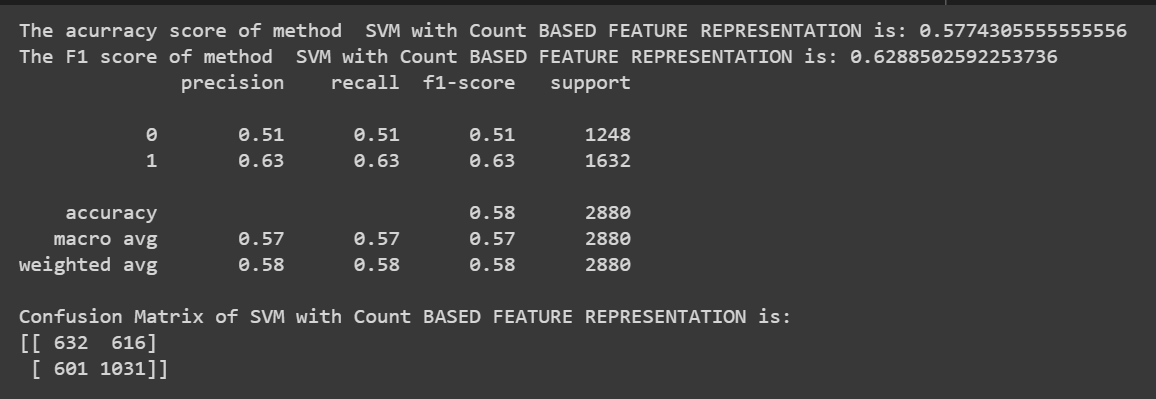 The acurracy score of method  SVM with Count BASED FEATURE REPRESENTATION is: 0.5774305555555556
The F1 score of method  SVM with Count BASED FEATURE REPRESENTATION is: 0.6288502592253736
              precision    recall  f1-score   support

           0       0.51      0.51      0.51      1248
           1       0.63      0.63      0.63      1632

    accuracy                           0.58      2880
   macro avg       0.57      0.57      0.57      2880
weighted avg       0.58      0.58      0.58      2880

Confusion Matrix of SVM with Count BASED FEATURE REPRESENTATION is:
[[ 632  616]
 [ 601 1031]]